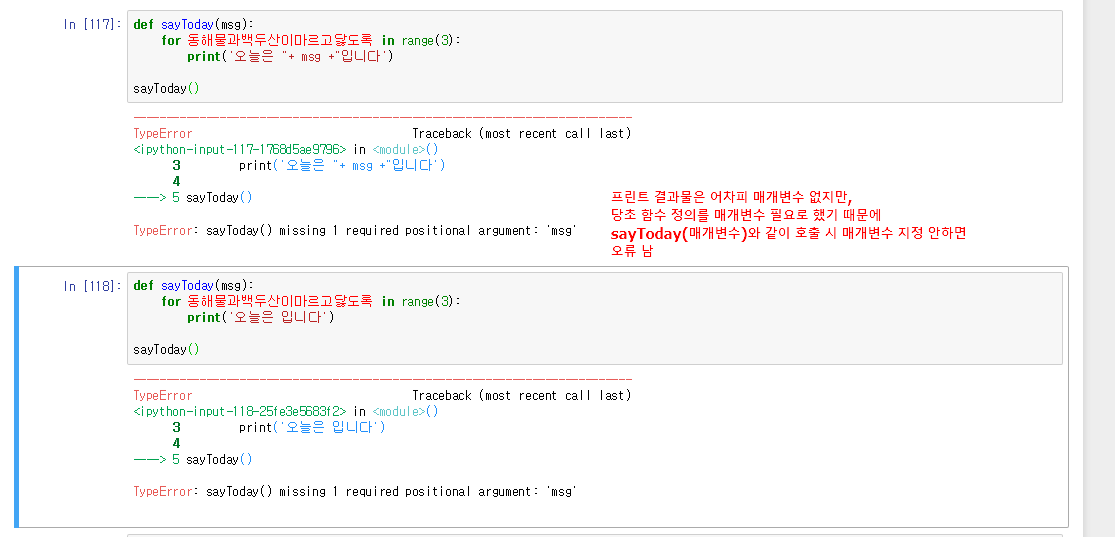 In [117]: def sayToday(msg):
for 동해물과백두산이마르고닳도록 in range(3):
print('오늘은 "+ msg +"입니다')
sayToday()
---------------------------------------------------------------------------
TypeError Traceback (most recent call last)
<ipython-input-117-1768d5ae9796> in <module>()
3 print('오늘은 "+ msg +"입니다')
4
----> 5 sayToday()
TypeError: sayToday() missing 1 required positional argument: 'msg'
프린트 결과물은 어차피 매개변수 없지만,
당초 함수 정의를 매개변수 필요로 했기 때문에
sayToday(매개변수)와 같이 호출 시 매개변수 지정 안하면
오류 남
In [118]: def sayToday(msg):
for 동해물과백두산이마르고닳도록 in range(3):
print('오늘은 입니다')
sayToday()
---------------------------------------------------------------------------
TypeError Traceback (most recent call last)
<ipython-input-118-25fe3e5683f2> in <module>()
3 print('오늘은 입니다')
4
----> 5 sayToday()
TypeError: sayToday() missing 1 required positional argument: 'msg'